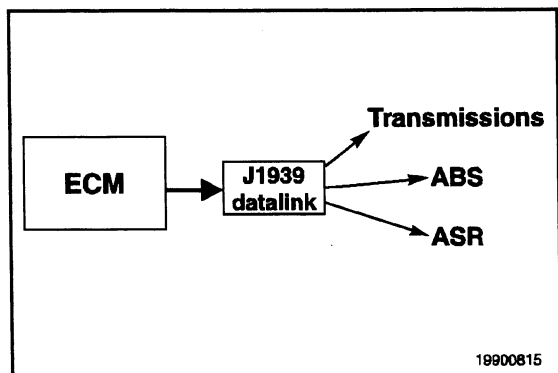 Transmissions
ECM
J1939
datalink
ABS
ASR
19900815